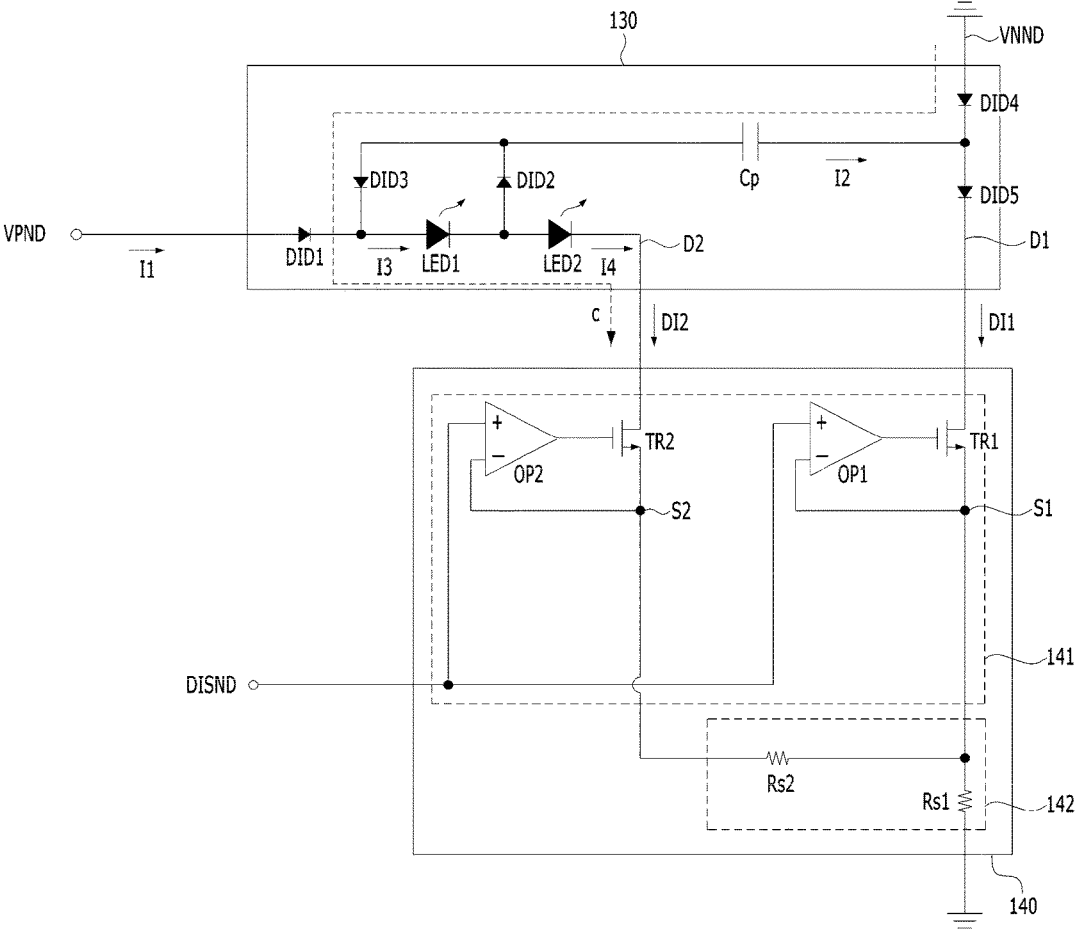 130
VNND
DID4
DID3
DID2
Cp
I2
DID5
VPND
I1
DID1
I3
LED1
LED2
I4
D2
D1
c
DI2
DI1
+
−
OP2
TR2
+
−
OP1
TR1
S2
S1
141
DISND
Rs2
Rs1
142
140